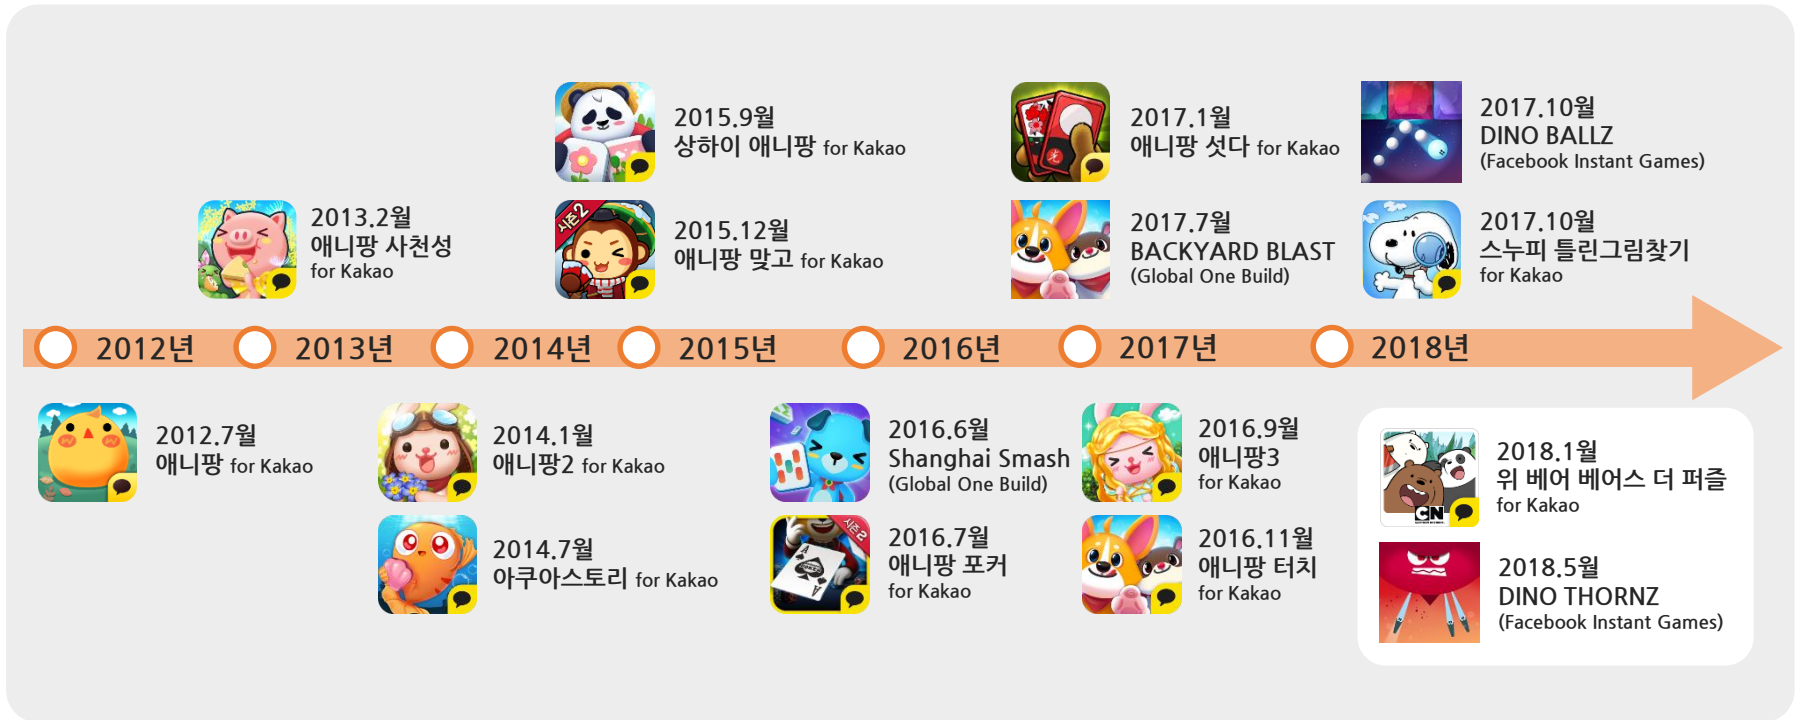 2015.9월
상하이 애니팡 for Kakao
2017.1월
애니팡 섯다 for Kakao
2017.10월
DINO BALLZ
(Facebook Instant Games)
2013.2월
애니팡 사천성
for Kakao
시즌2
2015.12월
애니팡 맞고 for Kakao
2017.7월
BACKYARD BLAST
(Global One Build)
2017.10월
스누피 틀린그림찾기
for Kakao
2012년
2013년
2014년
2015년
2016년
2017년
2018년
2012.7월
애니팡 for Kakao
2014.1월
애니팡2 for Kakao
2016.6월
Shanghai Smash
(Global One Build)
2016.9월
애니팡3
for Kakao
2018.1월
위 베어 베어스 더 퍼즐
for Kakao
CN
2014.7월
아쿠아스토리 for Kakao
시즌2
A
2016.7월
애니팡 포커
for Kakao
2016.11월
애니팡 터치
for Kakao
2018.5월
DINO THORNZ
(Facebook Instant Games)